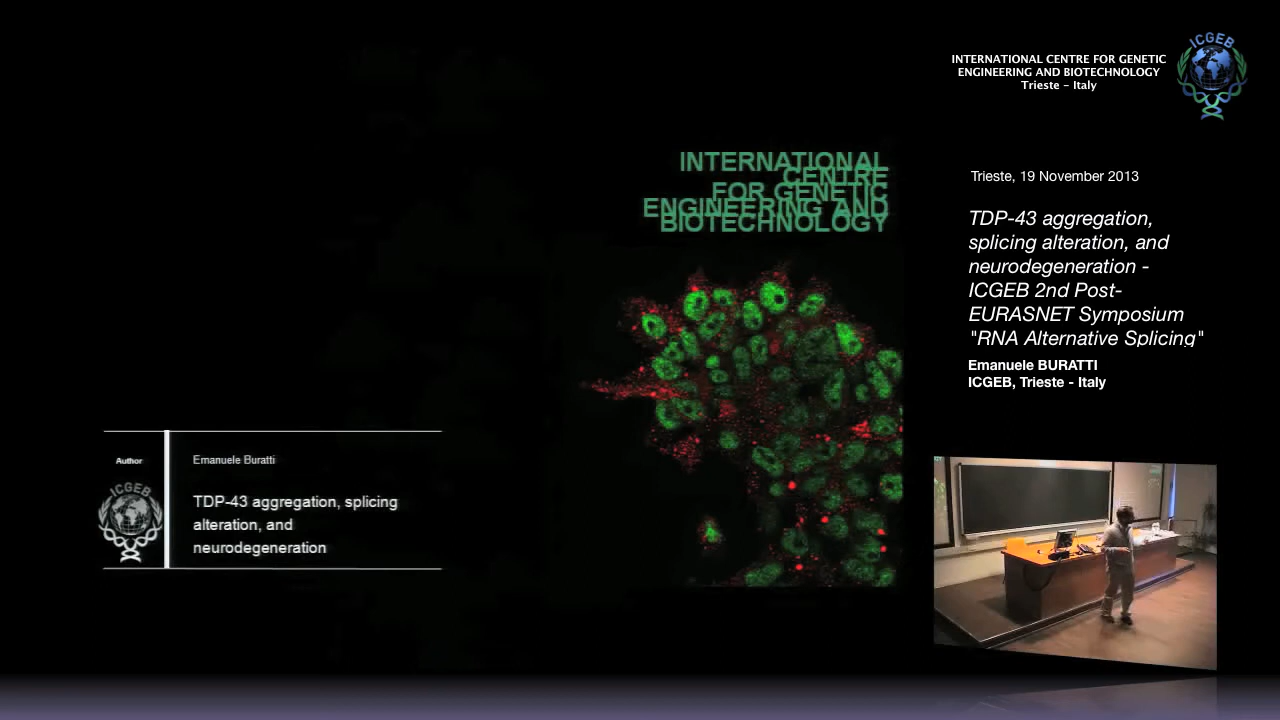 INTERNATIONAL CENTRE FOR GENETIC
ENGINEERING AND BIOTECHNOLOGY
Trieste – Italy
ICGEB
Trieste, 19 November 2013
TDP-43 aggregation,
splicing alteration, and
neurodegeneration -
ICGEB 2nd Post-
EURASNET Symposium
"RNA Alternative Splicing"
Emanuele BURATTI
ICGEB, Trieste - Italy
INTERNATIONAL
CENTRE
FOR GENETIC
ENGINEERING AND
BIOTECHNOLOGY
Author
Emanuele Buratti
ICGEB
TDP-43 aggregation, splicing
alteration, and
neurodegeneration